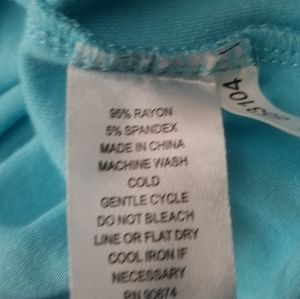 95% RAYON
5% SPANDEX
MADE IN CHINA
MACHINE WASH
COLD
GENTLE CYCLE
DO NOT BLEACH
LINE OR FLAT DRY
COOL IRON IF
NECESSARY
RN 90874